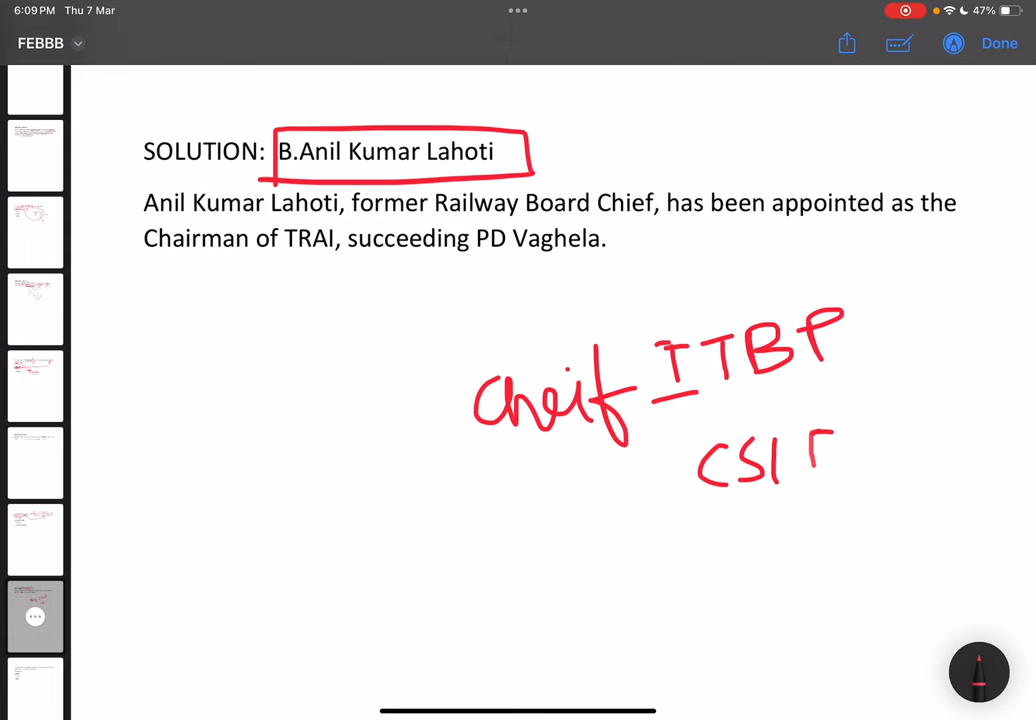 6:09 PM Thu 7 Mar
47%
FEBBB
Done
SOLUTION: B.Anil Kumar Lahoti
Anil Kumar Lahoti, former Railway Board Chief, has been appointed as the
Chairman of TRAI, succeeding PD Vaghela.
Cheif ITBP
CSI